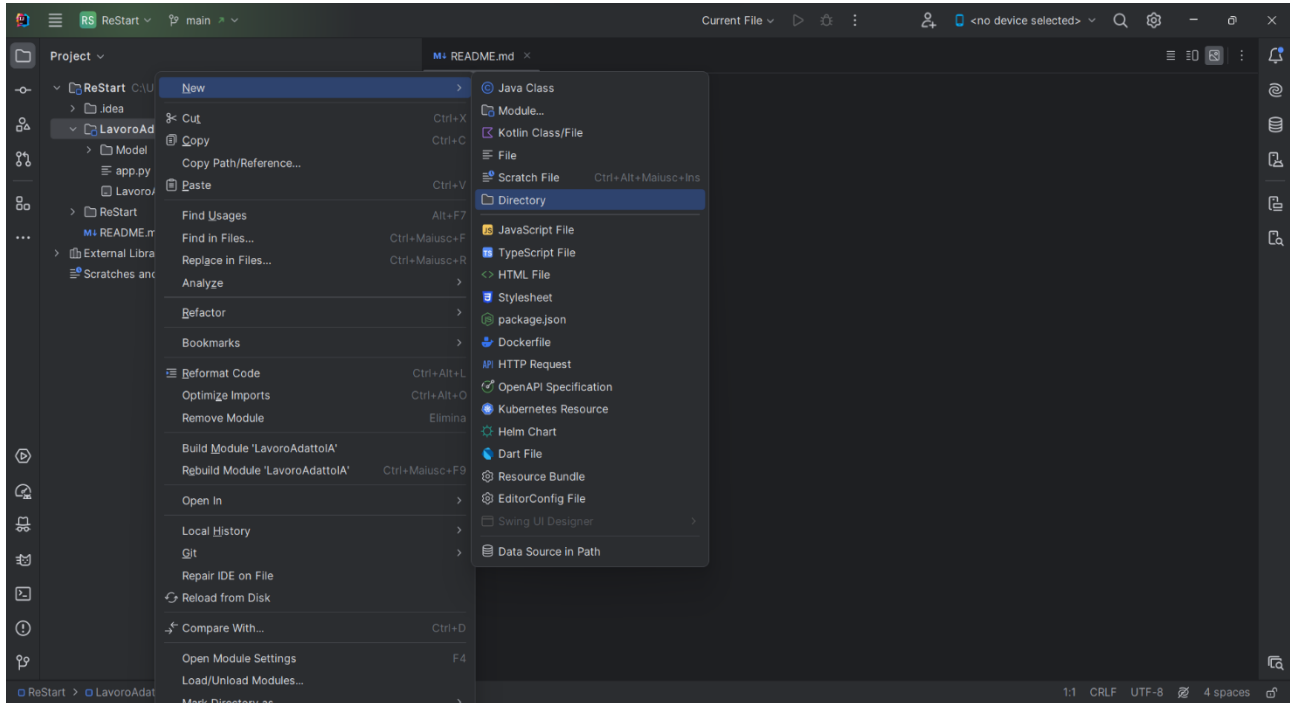 RS ReStart main Current File <no device selected>
Project
M↓ README.md
ReStart C:\U
.idea
LavoroAd
Model
app.py
LavoroA
ReStart
M↓ README.m
External Libra
Scratches and
New
Cut Ctrl+X
Copy Ctrl+C
Copy Path/Reference...
Paste Ctrl+V
Find Usages Alt+F7
Find in Files... Ctrl+Maiusc+F
Replace in Files... Ctrl+Maiusc+R
Analyze
Refactor
Bookmarks
Reformat Code Ctrl+Alt+L
Optimize Imports Ctrl+Alt+O
Remove Module Elimina
Build Module 'LavoroAdattoIA'
Rebuild Module 'LavoroAdattoIA' Ctrl+Maiusc+F9
Open In
Local History
Git
Repair IDE on File
Reload from Disk
Compare With... Ctrl+D
Open Module Settings F4
Load/Unload Modules...
Mark Directory as
Java Class
Module...
Kotlin Class/File
File
Scratch File Ctrl+Alt+Maiusc+Ins
Directory
JS JavaScript File
TS TypeScript File
HTML File
Stylesheet
package.json
Dockerfile
API HTTP Request
OpenAPI Specification
Kubernetes Resource
Helm Chart
Dart File
Resource Bundle
EditorConfig File
Swing UI Designer
Data Source in Path
ReStart > LavoroAdat 1:1 CRLF UTF-8 4 spaces